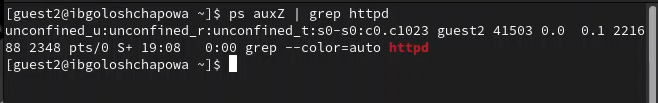 [guest2@ibgoloshchapowa ~]$ ps auxZ | grep httpd
unconfined_u:unconfined_r:unconfined_t:s0-s0:c0.c1023 guest2 41503 0.0  0.1 2216
88 2348 pts/0 S+ 19:08   0:00 grep --color=auto httpd
[guest2@ibgoloshchapowa ~]$